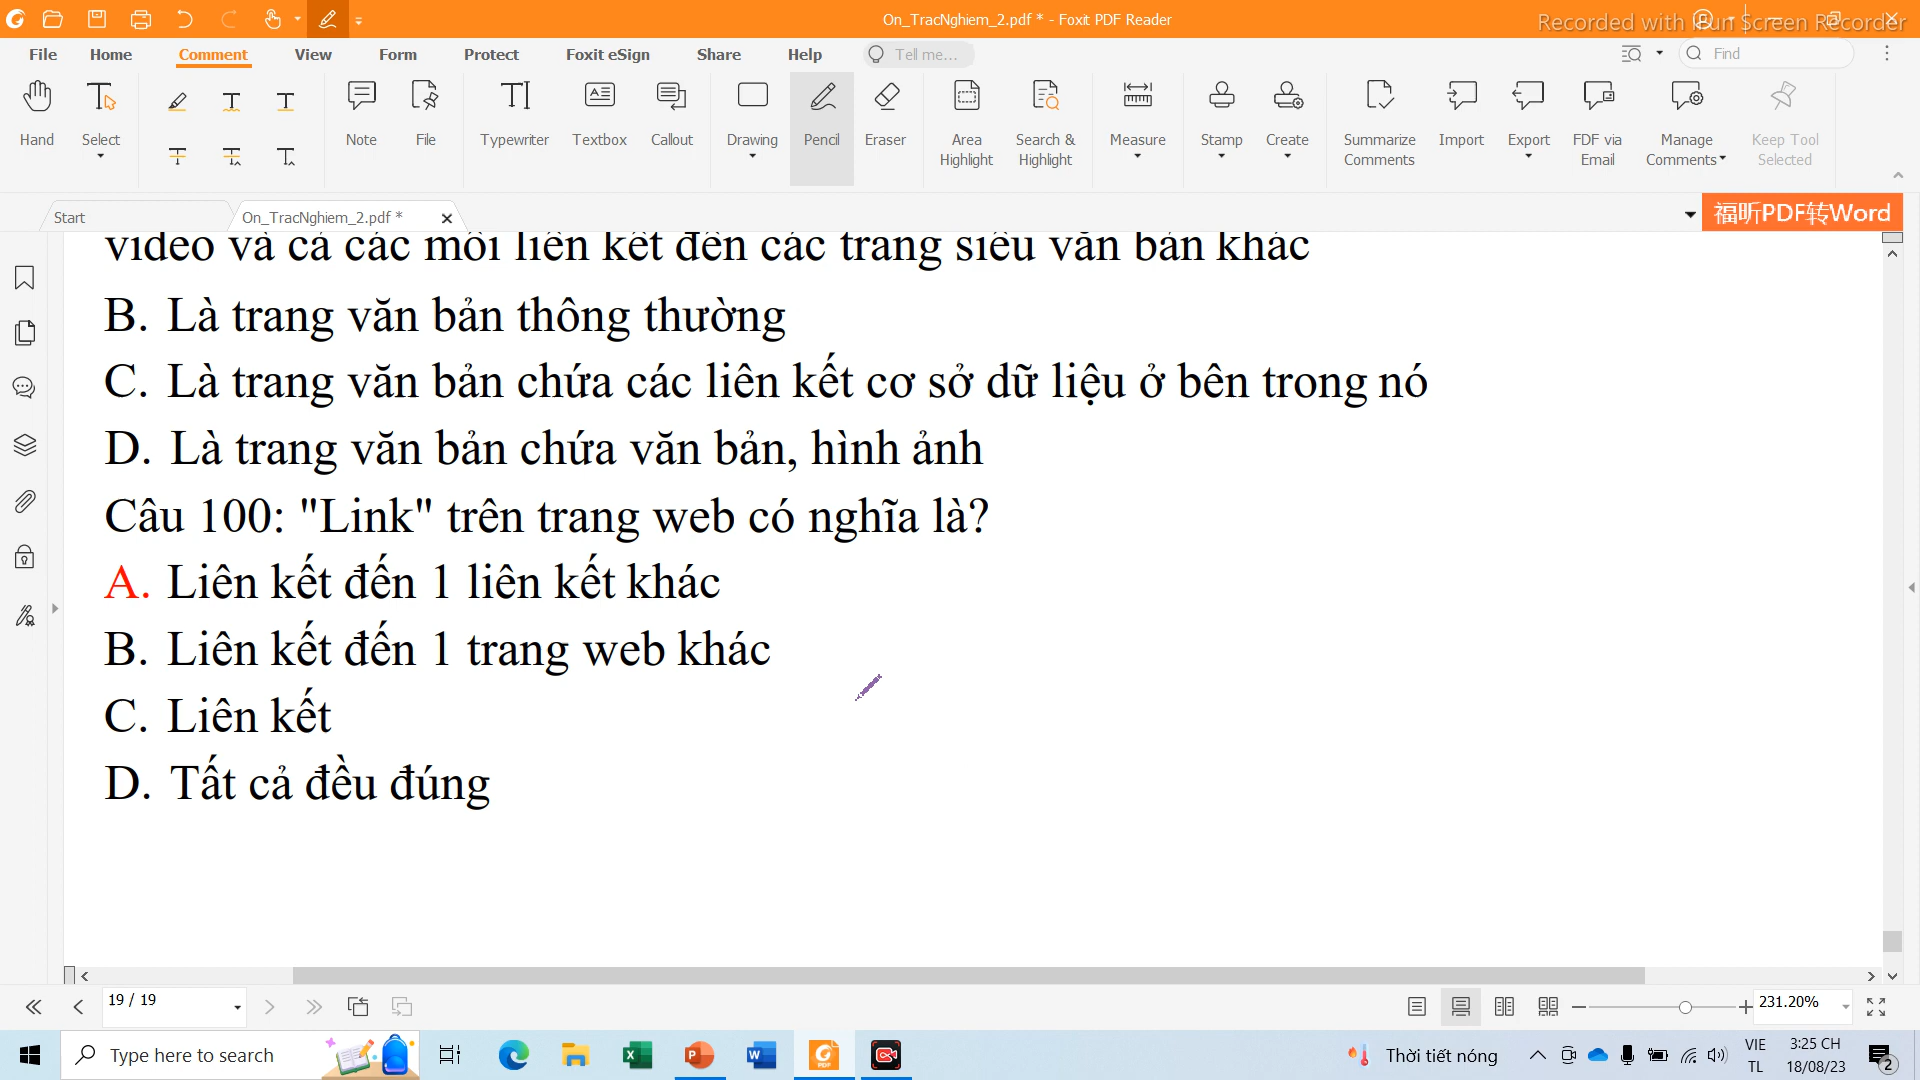 On_TracNghiem_2.pdf * - Foxit PDF Reader
Recorded with iFun Screen Recorder
File Home Comment View Form Protect Foxit eSign Share Help Tell me... Find
Hand Select Note File Typewriter Textbox Callout Drawing Pencil Eraser Area Highlight Search & Highlight Measure Stamp Create Summarize Comments Import Export FDF via Email Manage Comments Keep Tool Selected
Start On_TracNghiem_2.pdf * 福昕PDF转Word
video và cả các mối liên kết đến các trang siêu văn bản khác
B. Là trang văn bản thông thường
C. Là trang văn bản chứa các liên kết cơ sở dữ liệu ở bên trong nó
D. Là trang văn bản chứa văn bản, hình ảnh
Câu 100: "Link" trên trang web có nghĩa là?
A. Liên kết đến 1 liên kết khác
B. Liên kết đến 1 trang web khác
C. Liên kết
D. Tất cả đều đúng
19 / 19 231.20%
Type here to search Thời tiết nóng VIE 3:25 CH
TL 18/08/23 2